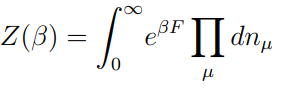 Z(β) = ∫₀^∞ e^{βF} ∏_μ dn_μ